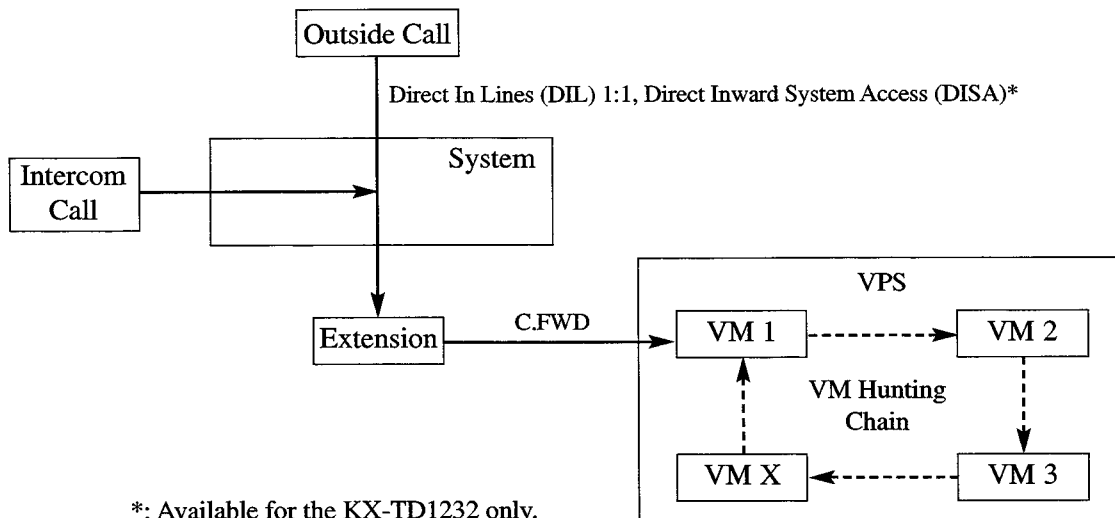 Outside Call
Direct In Lines (DIL) 1:1, Direct Inward System Access (DISA)*
System
Intercom
Call
VPS
Extension
C.FWD
VM 1
VM 2
VM Hunting
Chain
VM X
VM 3
*: Available for the KX-TD1232 only.